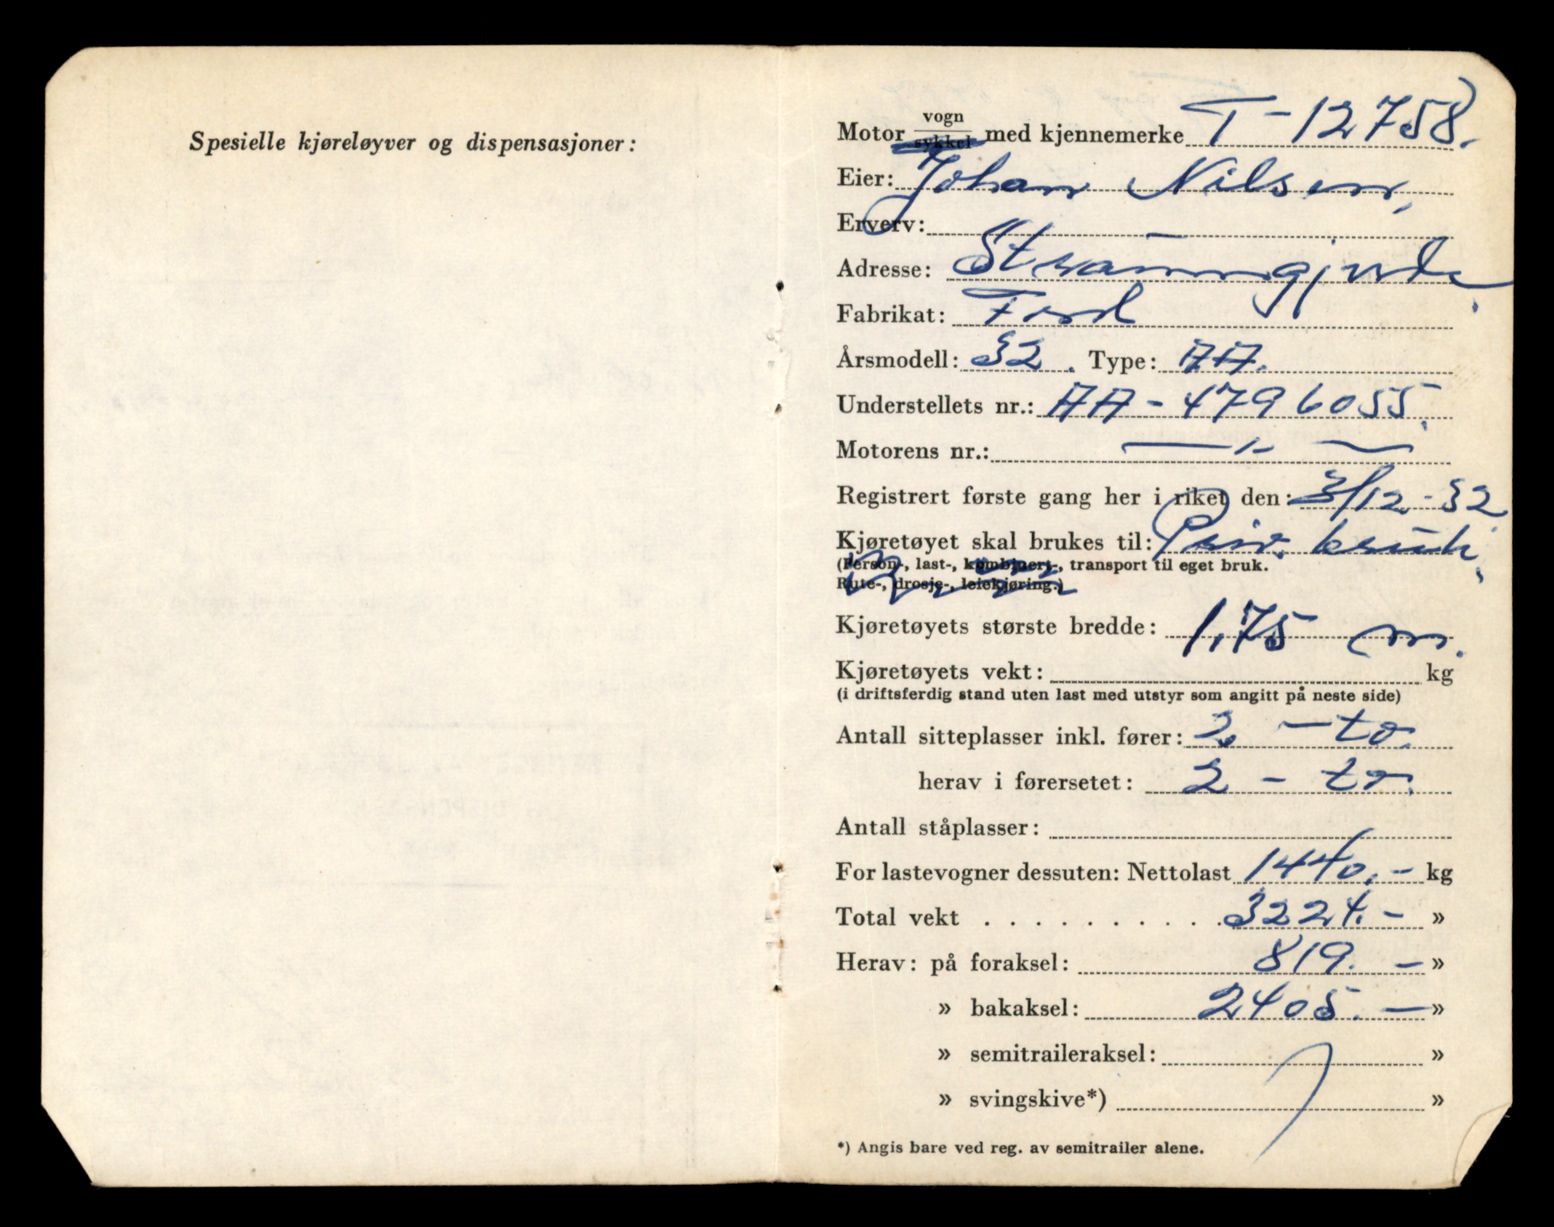 Spesielle kjøreløyver og dispensasjoner:
Motor vogn sykkel med kjennemerke T-12758.
Eier: Johan Nilsen,
Erverv:
Adresse:
Fabrikat: Ford
Årsmodell: 32. Type: AA.
Understellets nr.: AA-4796055.
Motorens nr.: —"—
Registrert første gang her i riket den: 3/12-32
Kjøretøyet skal brukes til: Priv. bruk,
(Person-, last-, kombinert-, transport til eget bruk.
Rute-, drosje-, leiekjøring.)
Kjøretøyets største bredde: 1,75 m.
Kjøretøyets vekt: kg
(i driftsferdig stand uten last med utstyr som angitt på neste side)
Antall sitteplasser inkl. fører: 2 - to.
herav i førersetet: 2 - to.
Antall ståplasser:
For lastevogner dessuten: Nettolast 1440.- kg
Total vekt . . . . . . . . . . 3224.- »
Herav: på foraksel: 819. - »
» bakaksel: 2405. - »
» semitraileraksel: »
» svingskive*) »
*) Angis bare ved reg. av semitrailer alene.